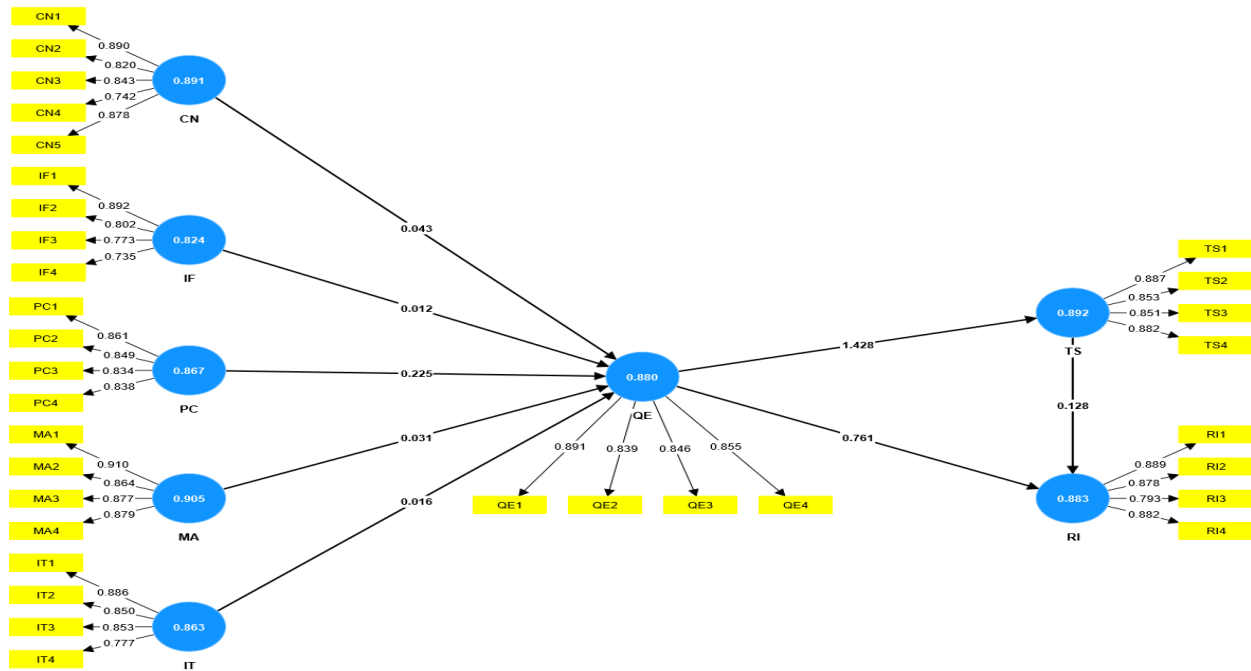 CN1
0.890
CN2
0.820
CN3
0.843
CN4
0.742
CN5
0.878
0.891
CN
IF1
0.892
IF2
0.802
IF3
0.773
IF4
0.735
0.824
IF
PC1
0.861
PC2
0.849
PC3
0.834
PC4
0.838
0.867
PC
MA1
0.910
MA2
0.864
MA3
0.877
MA4
0.879
0.905
MA
IT1
0.886
IT2
0.850
IT3
0.853
IT4
0.777
0.863
IT
0.043
0.012
0.225
0.031
0.016
0.880
QE
0.891
0.839
0.846
0.855
QE1
QE2
QE3
QE4
1.428
0.761
0.892
TS
0.887
TS1
0.853
TS2
0.851
TS3
0.882
TS4
0.128
0.883
RI
0.889
RI1
0.878
RI2
0.793
RI3
0.882
RI4